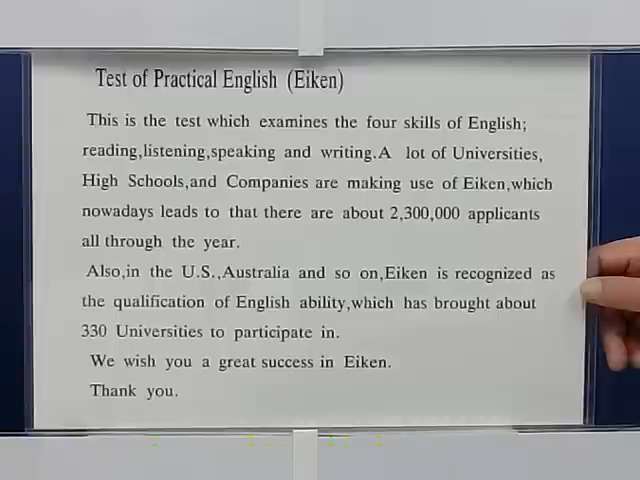 Test of Practical English (Eiken)
This is the test which examines the four skills of English;
reading,listening,speaking and writing.A lot of Universities,
High Schools,and Companies are making use of Eiken,which
nowadays leads to that there are about 2,300,000 applicants
all through the year.
Also,in the U.S.,Australia and so on,Eiken is recognized as
the qualification of English ability,which has brought about
330 Universities to participate in.
We wish you a great success in Eiken.
Thank you.